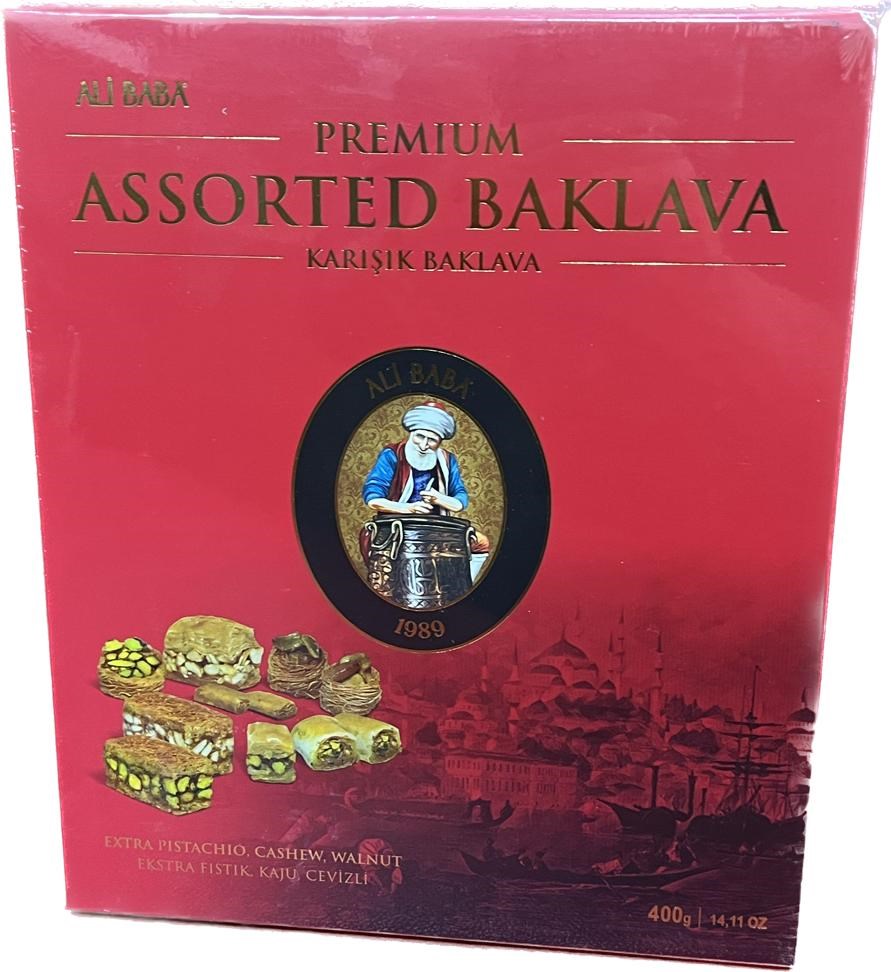 ALİ BABA
PREMIUM
ASSORTED BAKLAVA
KARIŞIK BAKLAVA
ALİ BABA
1989
EXTRA PISTACHIO, CASHEW, WALNUT
EKSTRA FISTIK, KAJU, CEVİZLİ
400g | 14,11 OZ